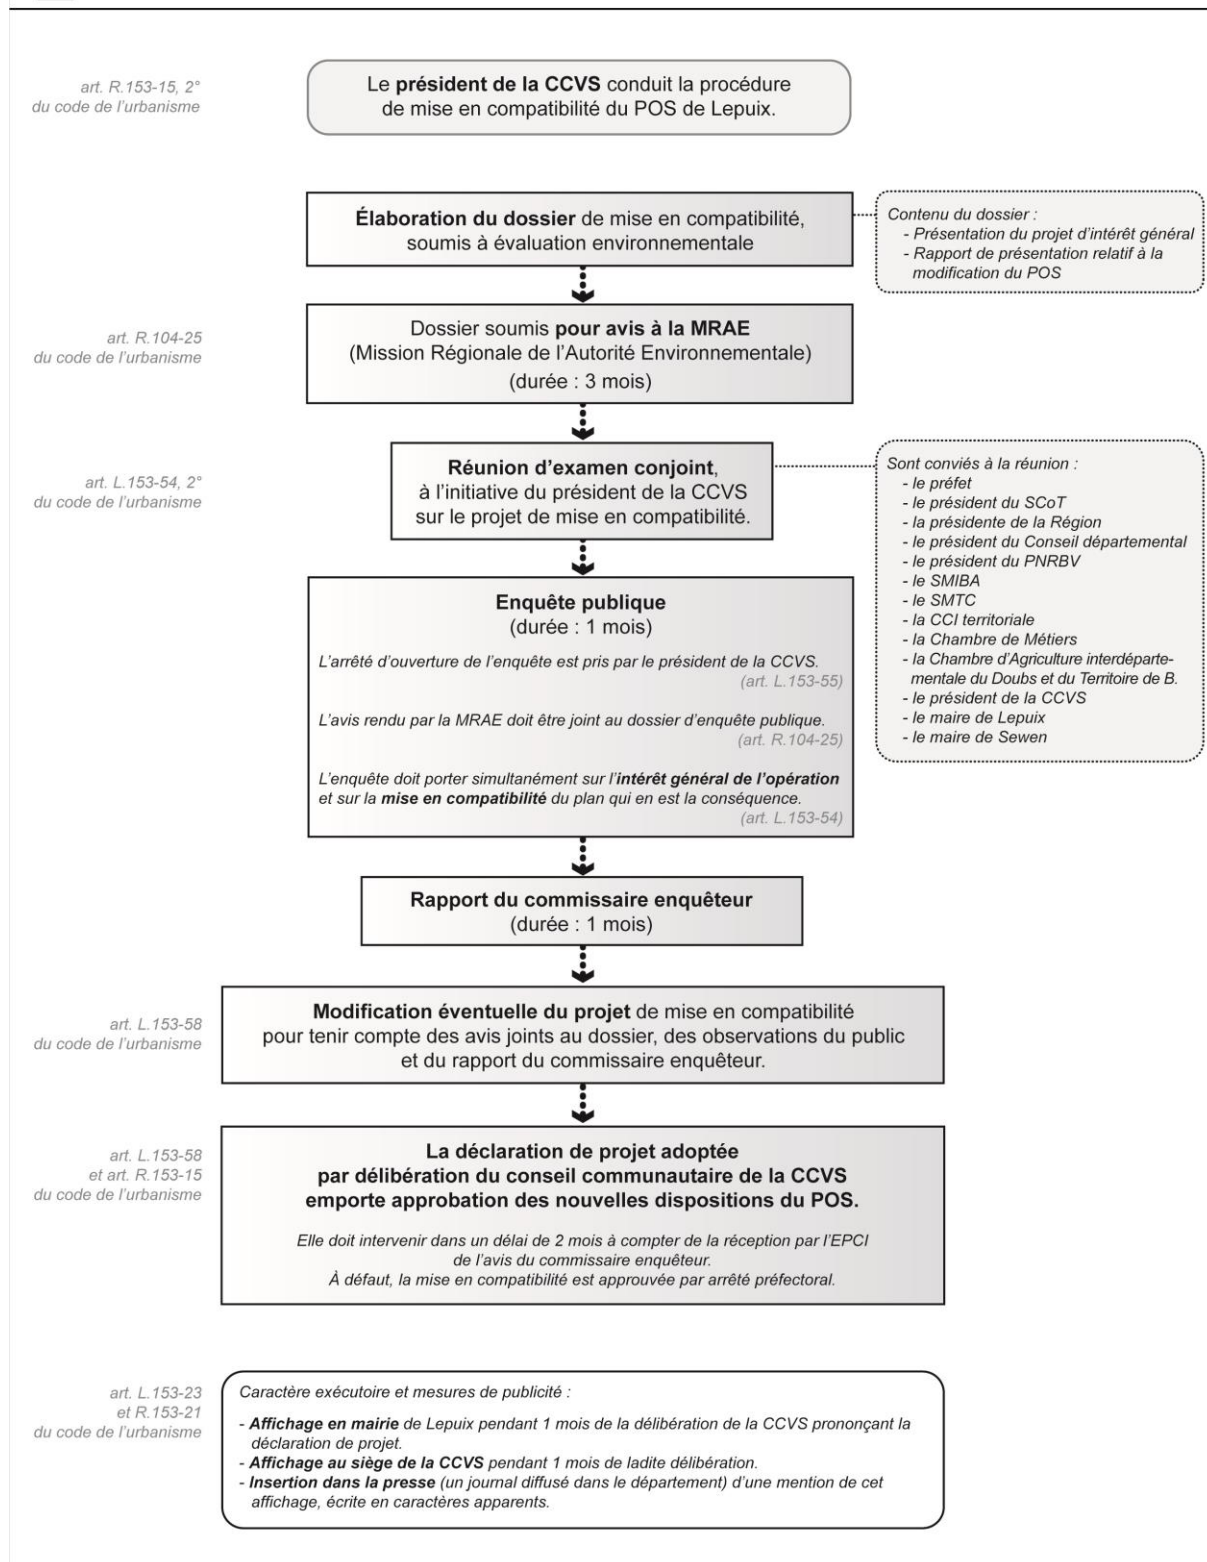 art. R.153-15, 2°
du code de l'urbanisme
Le président de la CCVS conduit la procédure
de mise en compatibilité du POS de Lepuix.
Élaboration du dossier de mise en compatibilité,
soumis à évaluation environnementale
Contenu du dossier :
- Présentation du projet d'intérêt général
- Rapport de présentation relatif à la
modification du POS
art. R.104-25
du code de l'urbanisme
Dossier soumis pour avis à la MRAE
(Mission Régionale de l'Autorité Environnementale)
(durée : 3 mois)
art. L.153-54, 2°
du code de l'urbanisme
Réunion d'examen conjoint,
à l'initiative du président de la CCVS
sur le projet de mise en compatibilité.
Sont conviés à la réunion :
- le préfet
- le président du SCoT
- la présidente de la Région
- le président du Conseil départemental
- le président du PNRBV
- le SMIBA
- le SMTC
- la CCI territoriale
- la Chambre de Métiers
- la Chambre d'Agriculture interdéparte-
mentale du Doubs et du Territoire de B.
- le président de la CCVS
- le maire de Lepuix
- le maire de Sewen
Enquête publique
(durée : 1 mois)
L'arrêté d'ouverture de l'enquête est pris par le président de la CCVS.
(art. L.153-55)
L'avis rendu par la MRAE doit être joint au dossier d'enquête publique.
(art. R.104-25)
L'enquête doit porter simultanément sur l'intérêt général de l'opération
et sur la mise en compatibilité du plan qui en est la conséquence.
(art. L.153-54)
Rapport du commissaire enquêteur
(durée : 1 mois)
art. L.153-58
du code de l'urbanisme
Modification éventuelle du projet de mise en compatibilité
pour tenir compte des avis joints au dossier, des observations du public
et du rapport du commissaire enquêteur.
art. L.153-58
et art. R.153-15
du code de l'urbanisme
La déclaration de projet adoptée
par délibération du conseil communautaire de la CCVS
emporte approbation des nouvelles dispositions du POS.
Elle doit intervenir dans un délai de 2 mois à compter de la réception par l'EPCI
de l'avis du commissaire enquêteur.
À défaut, la mise en compatibilité est approuvée par arrêté préfectoral.
art. L.153-23
et R.153-21
du code de l'urbanisme
Caractère exécutoire et mesures de publicité :
- Affichage en mairie de Lepuix pendant 1 mois de la délibération de la CCVS prononçant la
déclaration de projet.
- Affichage au siège de la CCVS pendant 1 mois de ladite délibération.
- Insertion dans la presse (un journal diffusé dans le département) d'une mention de cet
affichage, écrite en caractères apparents.